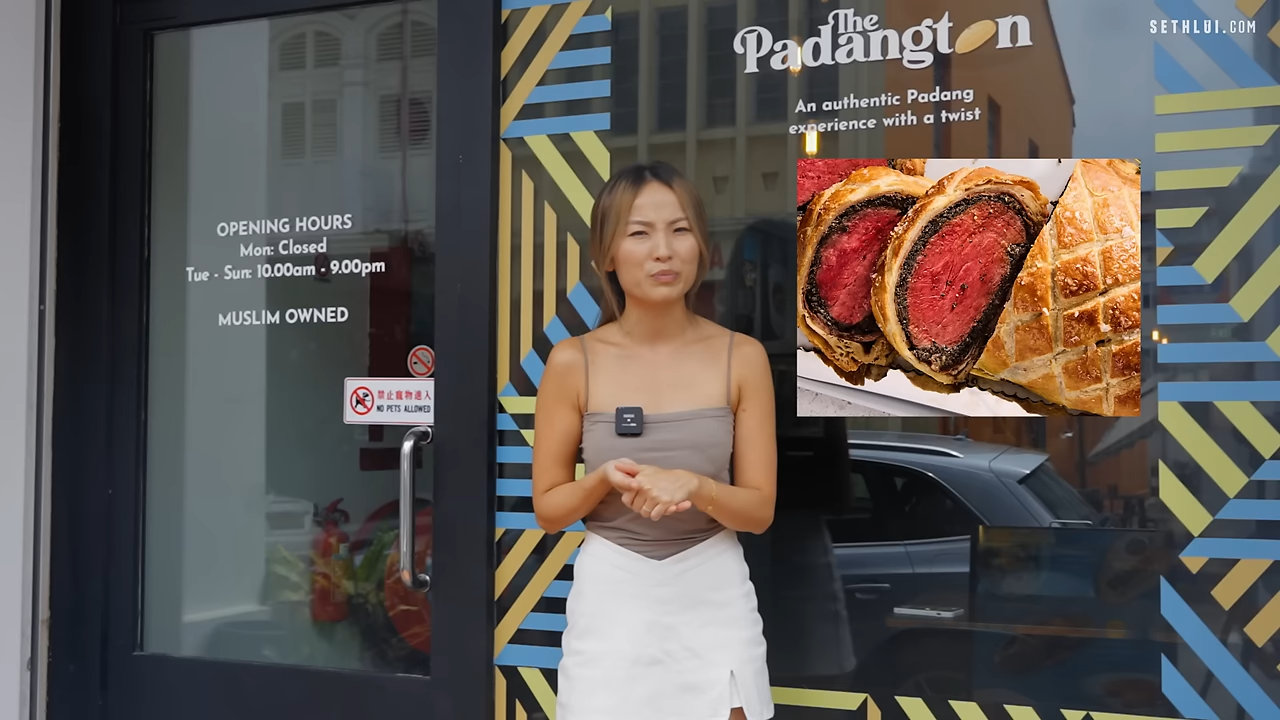 SETHLUI.COM
The
Padangton
An authentic Padang
experience with a twist
OPENING HOURS
Mon: Closed
Tue - Sun: 10.00am - 9.00pm
MUSLIM OWNED
禁止寵物進入
NO PETS ALLOWED